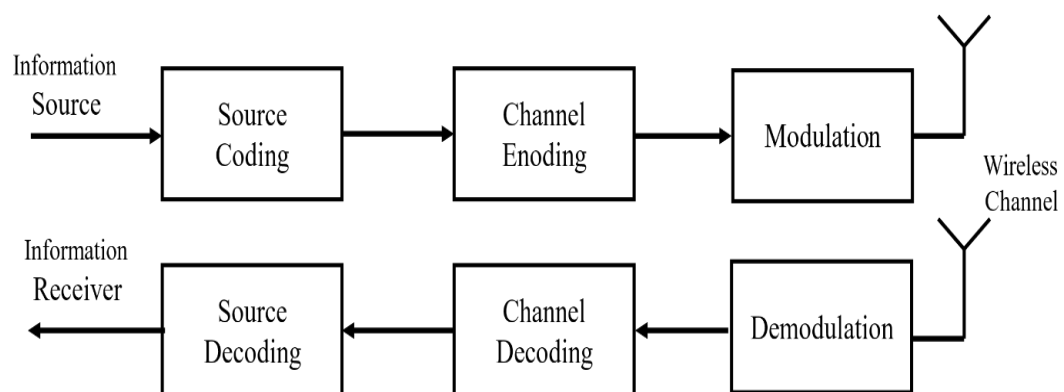 Information
Source
Source
Coding
Channel
Enoding
Modulation
Wireless
Channel
Information
Receiver
Source
Decoding
Channel
Decoding
Demodulation